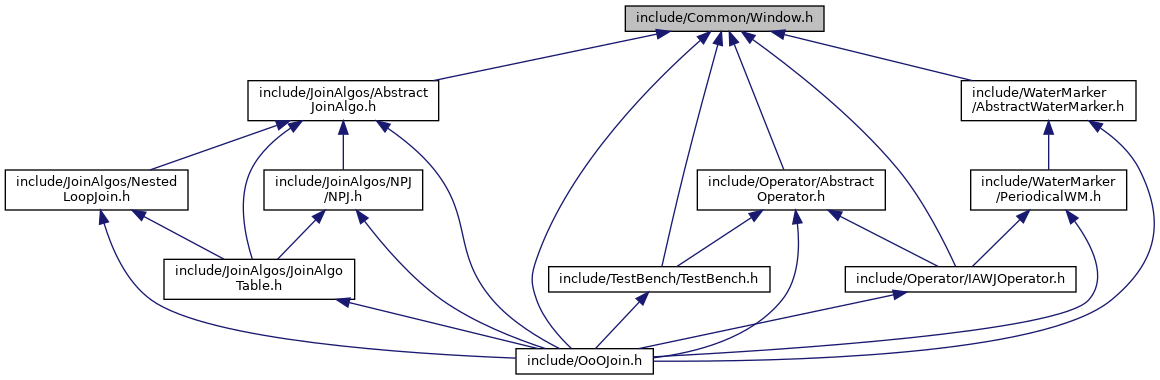 include/Common/Window.h
include/JoinAlgos/Abstract
JoinAlgo.h
include/WaterMarker
/AbstractWaterMarker.h
include/JoinAlgos/Nested
LoopJoin.h
include/JoinAlgos/NPJ
/NPJ.h
include/Operator/Abstract
Operator.h
include/WaterMarker
/PeriodicalWM.h
include/JoinAlgos/JoinAlgo
Table.h
include/TestBench/TestBench.h
include/Operator/IAWJOperator.h
include/OoOJoin.h